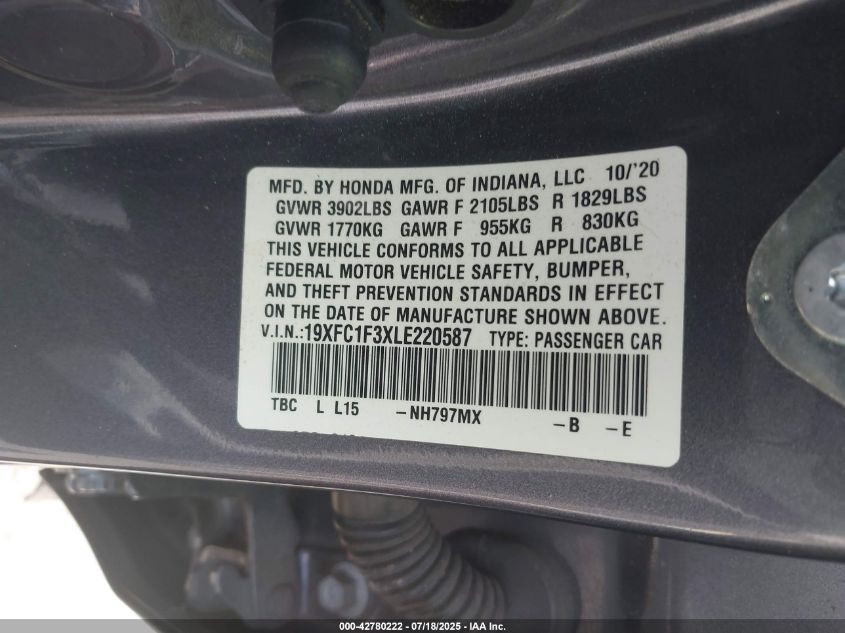 MFD. BY HONDA MFG. OF INDIANA, LLC 10/'20
GVWR 3902LBS GAWR F 2105LBS R 1829LBS
GVWR 1770KG GAWR F 955KG R 830KG
THIS VEHICLE CONFORMS TO ALL APPLICABLE
FEDERAL MOTOR VEHICLE SAFETY, BUMPER,
AND THEFT PREVENTION STANDARDS IN EFFECT
ON THE DATE OF MANUFACTURE SHOWN ABOVE.
V.I.N.:19XFC1F3XLE220587 TYPE: PASSENGER CAR
TBC L L15 -NH797MX -B -E
000-42780222 - 07/18/2025 - IAA, Inc.